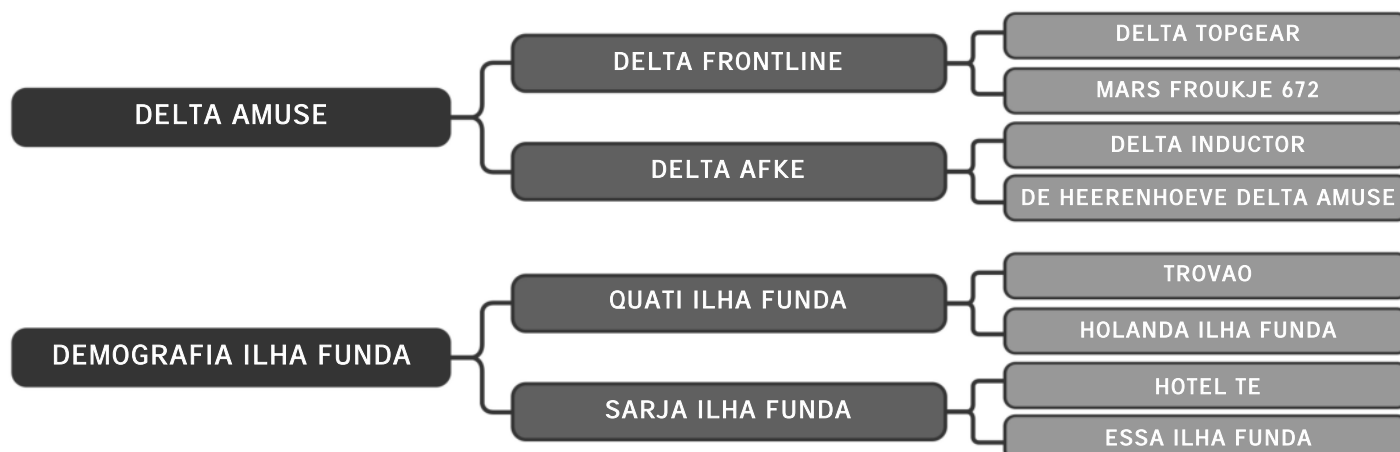 DELTA AMUSE
DELTA FRONTLINE
DELTA TOPGEAR
MARS FROUKJE 672
DELTA AFKE
DELTA INDUCTOR
DE HEERENHOEVE DELTA AMUSE
DEMOGRAFIA ILHA FUNDA
QUATI ILHA FUNDA
TROVAO
HOLANDA ILHA FUNDA
SARJA ILHA FUNDA
HOTEL TE
ESSA ILHA FUNDA